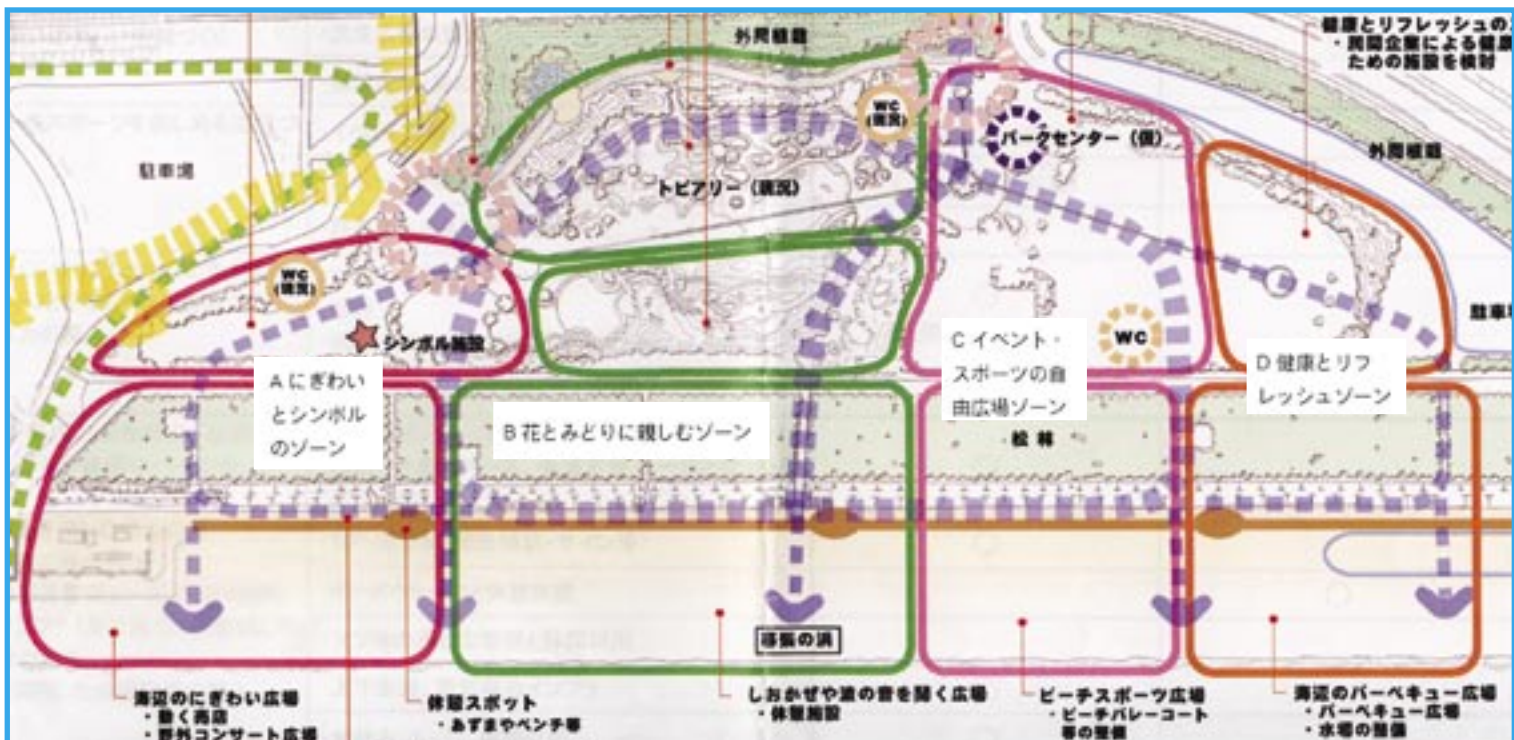 外周植栽
健康とリフレッシュの
・民間企業による健康
ための施設を検討
WC
(現況)
パークセンター（仮）
外周植栽
駐車場
トピアリー（現況）
WC
(現況)
シンボル施設
WC
駐車
A にぎわい
とシンボル
のゾーン
B 花とみどりに親しむゾーン
C イベント・
スポーツの自
由広場ゾーン
D 健康とリフ
レッシュゾーン
松林
幕張の浜
海辺のにぎわい広場
・動く売店
・野外コンサート広場
休憩スポット
・あずまやベンチ等
しおかぜや波の音を聞く広場
・休憩施設
ビーチスポーツ広場
・ビーチバレーコート
等の整備
海辺のバーベキュー広場
・バーベキュー広場
・水場の整備